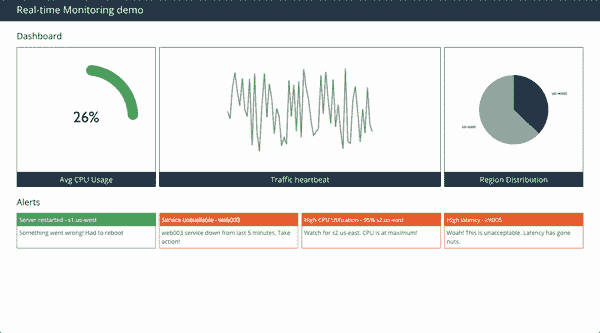 Real-time Monitoring demo
Dashboard
26%
us-west
us-east
Avg CPU Usage
Traffic heartbeat
Region Distribution
Alerts
Server restarted - s1.us-west
Something went wrong! Had to reboot
Service unavailable - web003
web003 service down from last 5 minutes, Take
action!
High CPU utilization - 95% s2.us-east
Watch for s2.us-east. CPU is at maximum!
High latency -
Woah! This is unacceptable. Latency has gone
nuts.